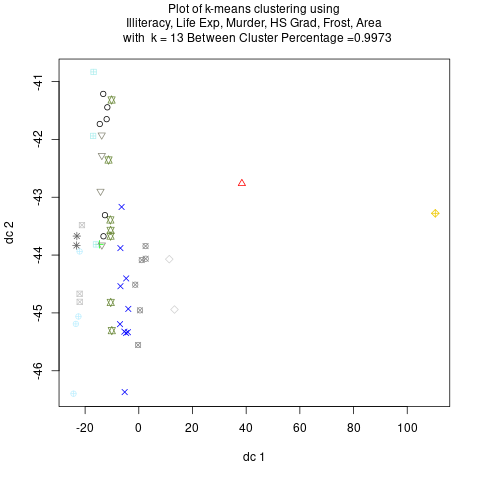 Plot of k-means clustering using
Illiteracy, Life Exp, Murder, HS Grad, Frost, Area
with k = 13 Between Cluster Percentage =0.9973
-41
-42
-43
-44
-45
-46
dc 2
-20 0 20 40 60 80 100
dc 1